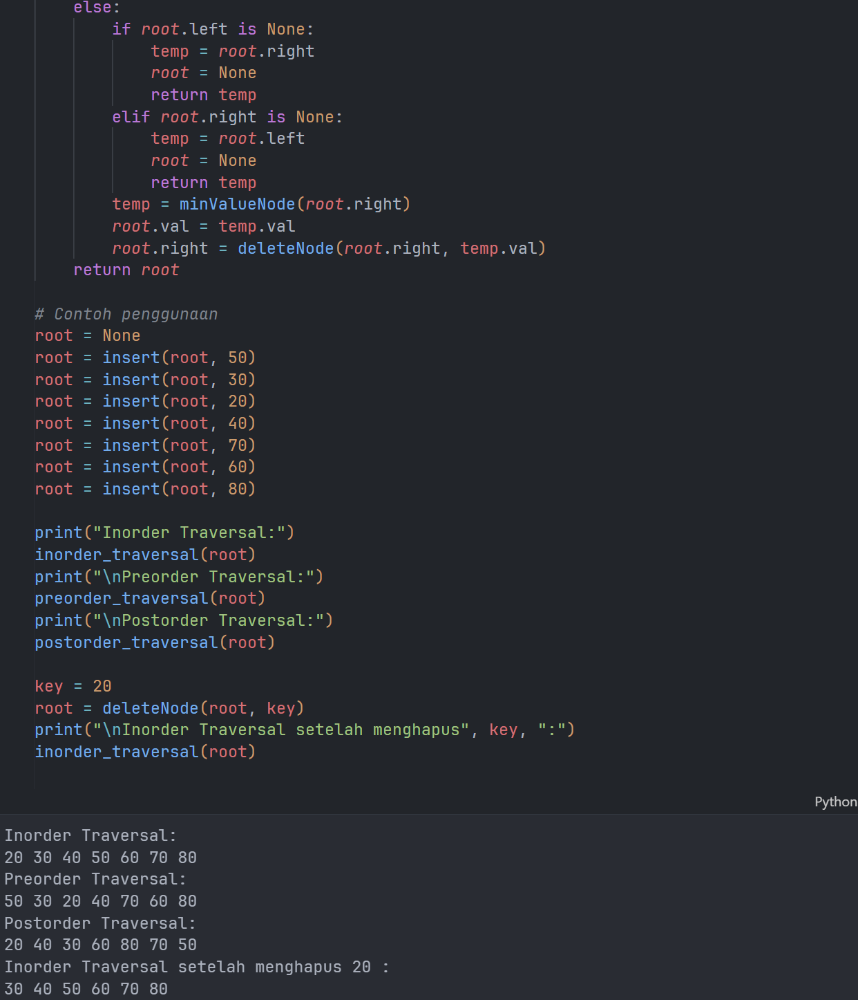 else:
if root.left is None:
temp = root.right
root = None
return temp
elif root.right is None:
temp = root.left
root = None
return temp
temp = minValueNode(root.right)
root.val = temp.val
root.right = deleteNode(root.right, temp.val)
return root
# Contoh penggunaan
root = None
root = insert(root, 50)
root = insert(root, 30)
root = insert(root, 20)
root = insert(root, 40)
root = insert(root, 70)
root = insert(root, 60)
root = insert(root, 80)
print("Inorder Traversal:")
inorder_traversal(root)
print("\nPreorder Traversal:")
preorder_traversal(root)
print("\nPostorder Traversal:")
postorder_traversal(root)
key = 20
root = deleteNode(root, key)
print("\nInorder Traversal setelah menghapus", key, ":")
inorder_traversal(root)
Python
Inorder Traversal:
20 30 40 50 60 70 80
Preorder Traversal:
50 30 20 40 70 60 80
Postorder Traversal:
20 40 30 60 80 70 50
Inorder Traversal setelah menghapus 20 :
30 40 50 60 70 80